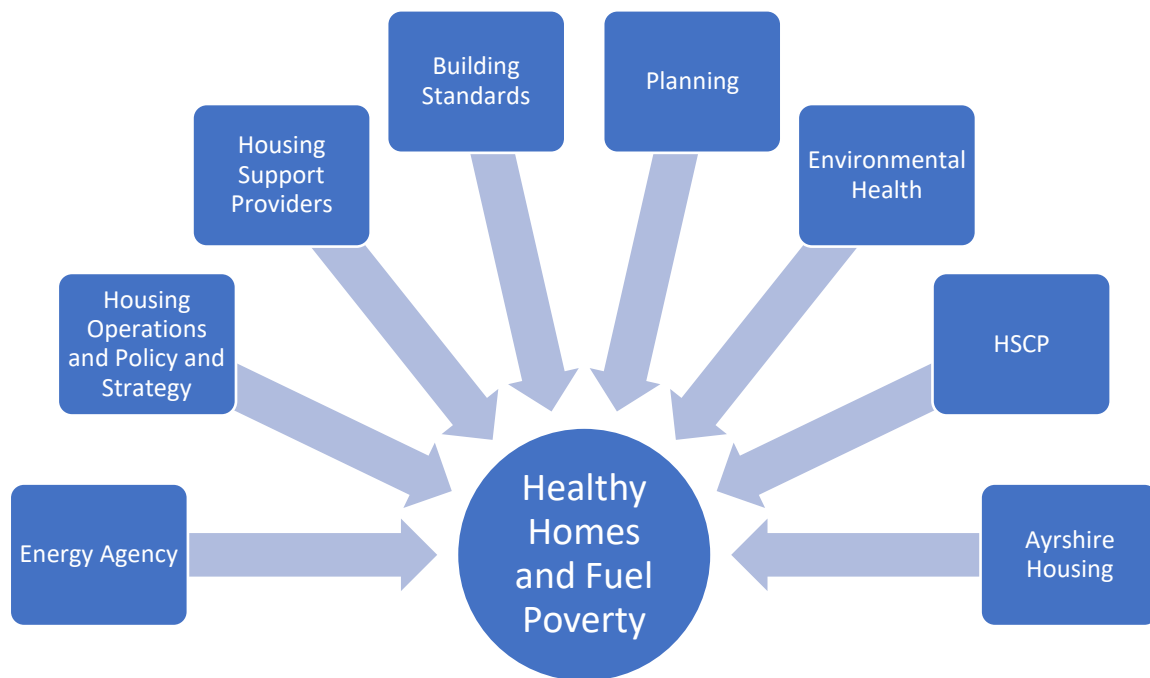 Building
Standards
Planning
Housing
Support
Providers
Environmental
Health
Housing
Operations
and Policy and
Strategy
HSCP
Energy Agency
Healthy
Homes
and Fuel
Poverty
Ayrshire
Housing